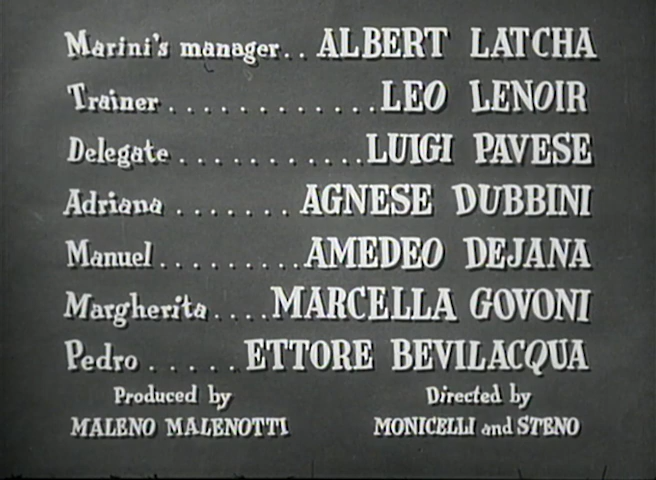 Marini's manager.. ALBERT LATCHA
Trainer............. LEO LENOIR
Delegate............ LUIGI PAVESE
Adriana....... AGNESE DUBBINI
Manuel.......... AMEDEO DEJANA
Margherita.... MARCELLA GOVONI
Pedro..... ETTORE BEVILACQUA
Produced by Directed by
MALENO MALENOTTI MONICELLI and STENO